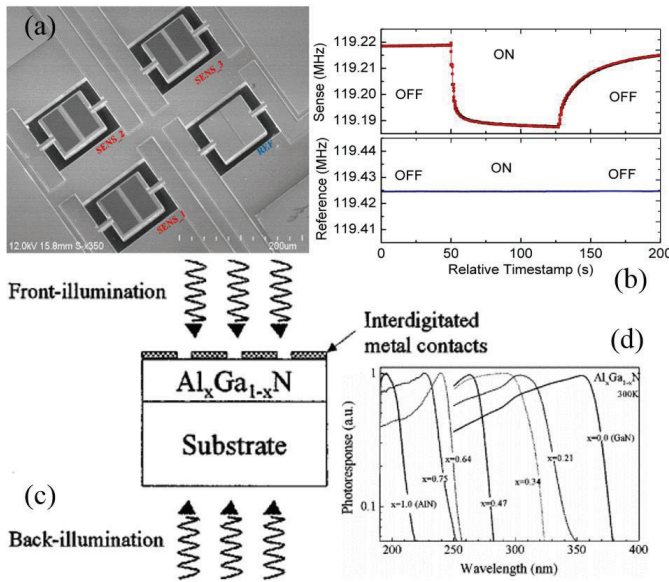 (a)
SENS_3
SENS_2
REF
SENS_1
12.0kV 15.8mm S-x350
200um
119.22
119.21
119.20
119.19
Sense (MHz)
OFF
ON
OFF
119.44
119.43
119.42
119.41
Reference (MHz)
OFF
ON
OFF
0
50
100
150
200
Relative Timestamp (s)
(b)
Front-illumination
Interdigitated
metal contacts
AlxGa1-xN
Substrate
(c)
Back-illumination
(d)
1
0.1
Photoresponse (a.u.)
AlxGa1-xN
300K
x=0.0 (GaN)
x=0.64
x=0.21
x=0.75
x=0.34
x=1.0 (AlN)
x=0.47
200
250
300
350
400
Wavelength (nm)